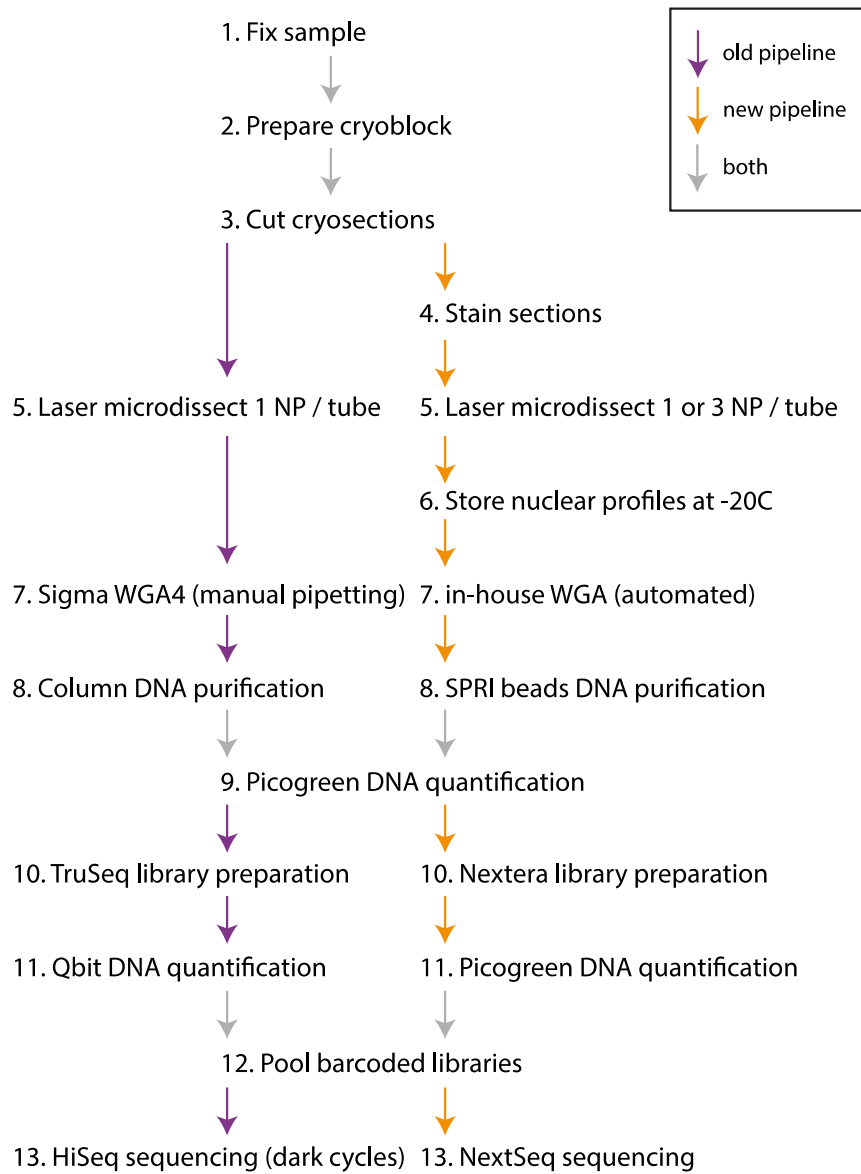 1. Fix sample
old pipeline
new pipeline
both
2. Prepare cryoblock
3. Cut cryosections
4. Stain sections
5. Laser microdissect 1 NP / tube
5. Laser microdissect 1 or 3 NP / tube
6. Store nuclear profiles at -20C
7. Sigma WGA4 (manual pipetting)
7. in-house WGA (automated)
8. Column DNA purification
8. SPRI beads DNA purification
9. Picogreen DNA quantification
10. TruSeq library preparation
10. Nextera library preparation
11. Qbit DNA quantification
11. Picogreen DNA quantification
12. Pool barcoded libraries
13. HiSeq sequencing (dark cycles)
13. NextSeq sequencing